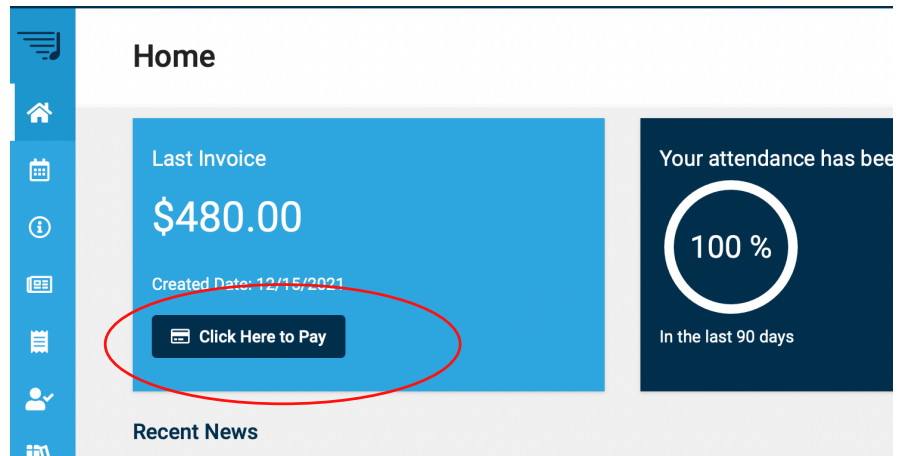 Home
Last Invoice
$480.00
Created Date: 12/15/2021
Click Here to Pay
Your attendance has bee
100 %
In the last 90 days
Recent News